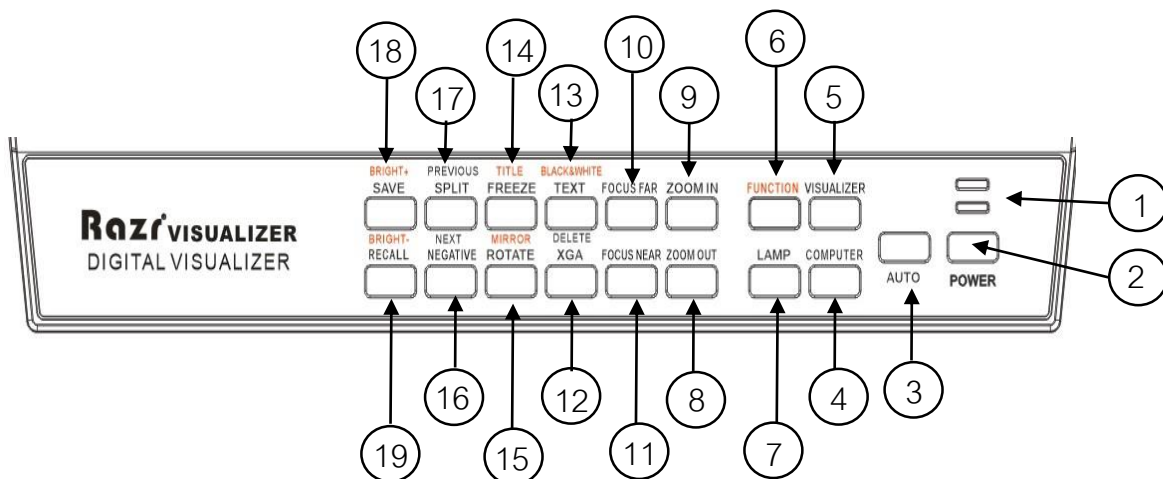 18
17
14
13
10
9
6
5
BRIGHT+ PREVIOUS TITLE BLACK&WHITE
SAVE SPLIT FREEZE TEXT FOCUS FAR ZOOM IN FUNCTION VISUALIZER
1
Razr VISUALIZER
DIGITAL VISUALIZER
BRIGHT- NEXT MIRROR DELETE
RECALL NEGATIVE ROTATE XGA FOCUS NEAR ZOOM OUT LAMP COMPUTER
AUTO POWER
2
3
16
12
8
4
19
15
11
7